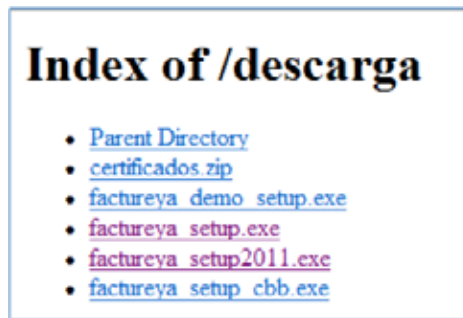 Index of /descarga
Parent Directory
certificados.zip
factureya_demo_setup.exe
factureya_setup.exe
factureya_setup2011.exe
factureya_setup_cbb.exe